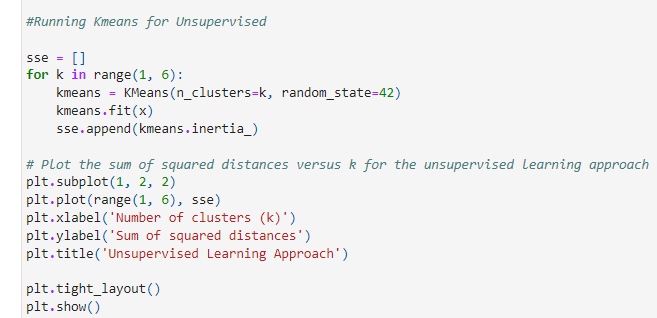 #Running Kmeans for Unsupervised
sse = []
for k in range(1, 6):
    kmeans = KMeans(n_clusters=k, random_state=42)
    kmeans.fit(x)
    sse.append(kmeans.inertia_)
# Plot the sum of squared distances versus k for the unsupervised learning approach
plt.subplot(1, 2, 2)
plt.plot(range(1, 6), sse)
plt.xlabel('Number of clusters (k)')
plt.ylabel('Sum of squared distances')
plt.title('Unsupervised Learning Approach')
plt.tight_layout()
plt.show()